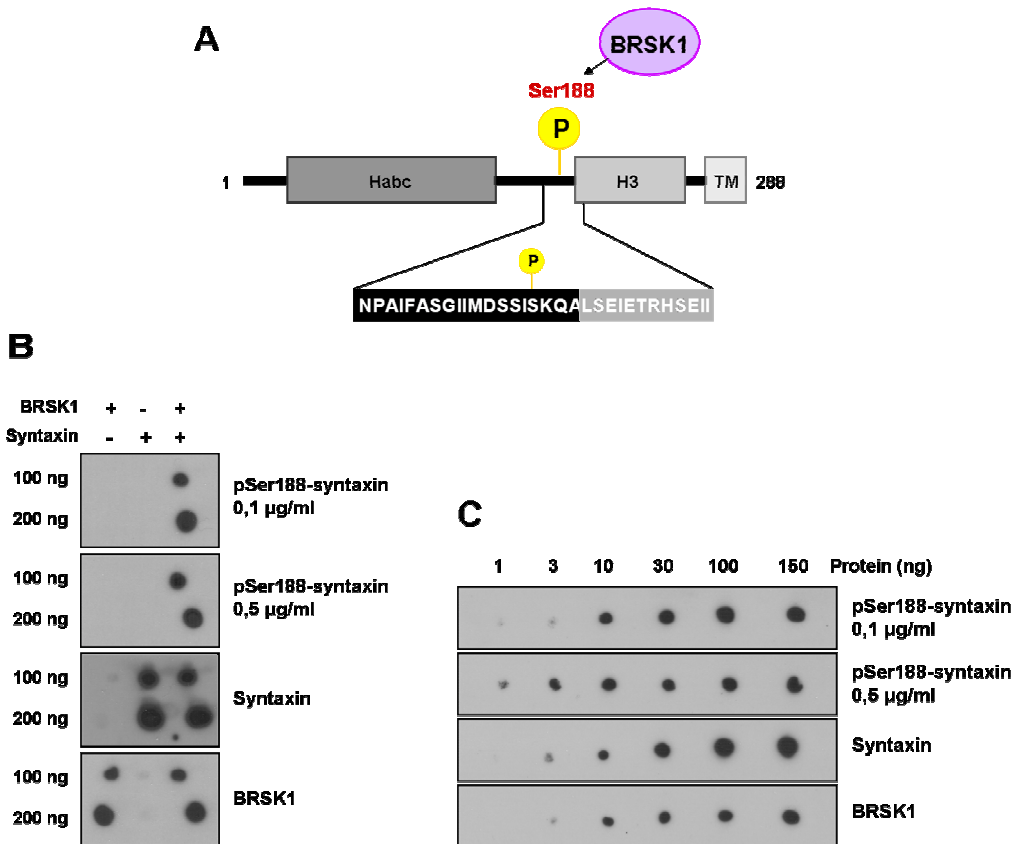 A
BRSK1
Ser188
P
1 Habc H3 TM 288
P
NPAIFASGIIMDSSISKQALSEIETRHSEII
B
BRSK1 + - +
Syntaxin - + +
100 ng
200 ng
pSer188-syntaxin
0,1 µg/ml
100 ng
200 ng
pSer188-syntaxin
0,5 µg/ml
100 ng
200 ng
Syntaxin
100 ng
200 ng
BRSK1
C
1 3 10 30 100 150 Protein (ng)
pSer188-syntaxin
0,1 µg/ml
pSer188-syntaxin
0,5 µg/ml
Syntaxin
BRSK1